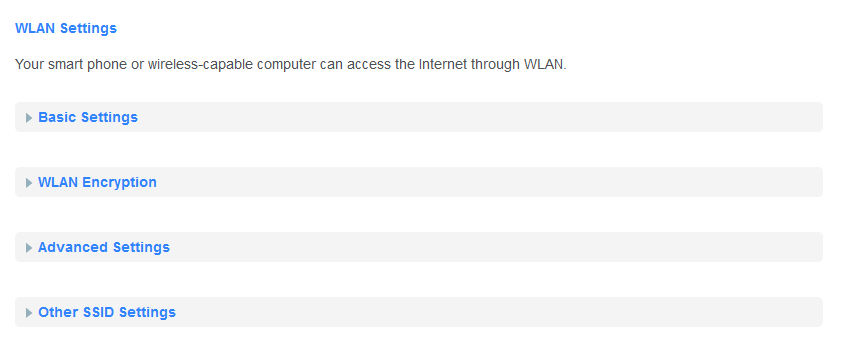 WLAN Settings
Your smart phone or wireless-capable computer can access the Internet through WLAN.
Basic Settings
WLAN Encryption
Advanced Settings
Other SSID Settings